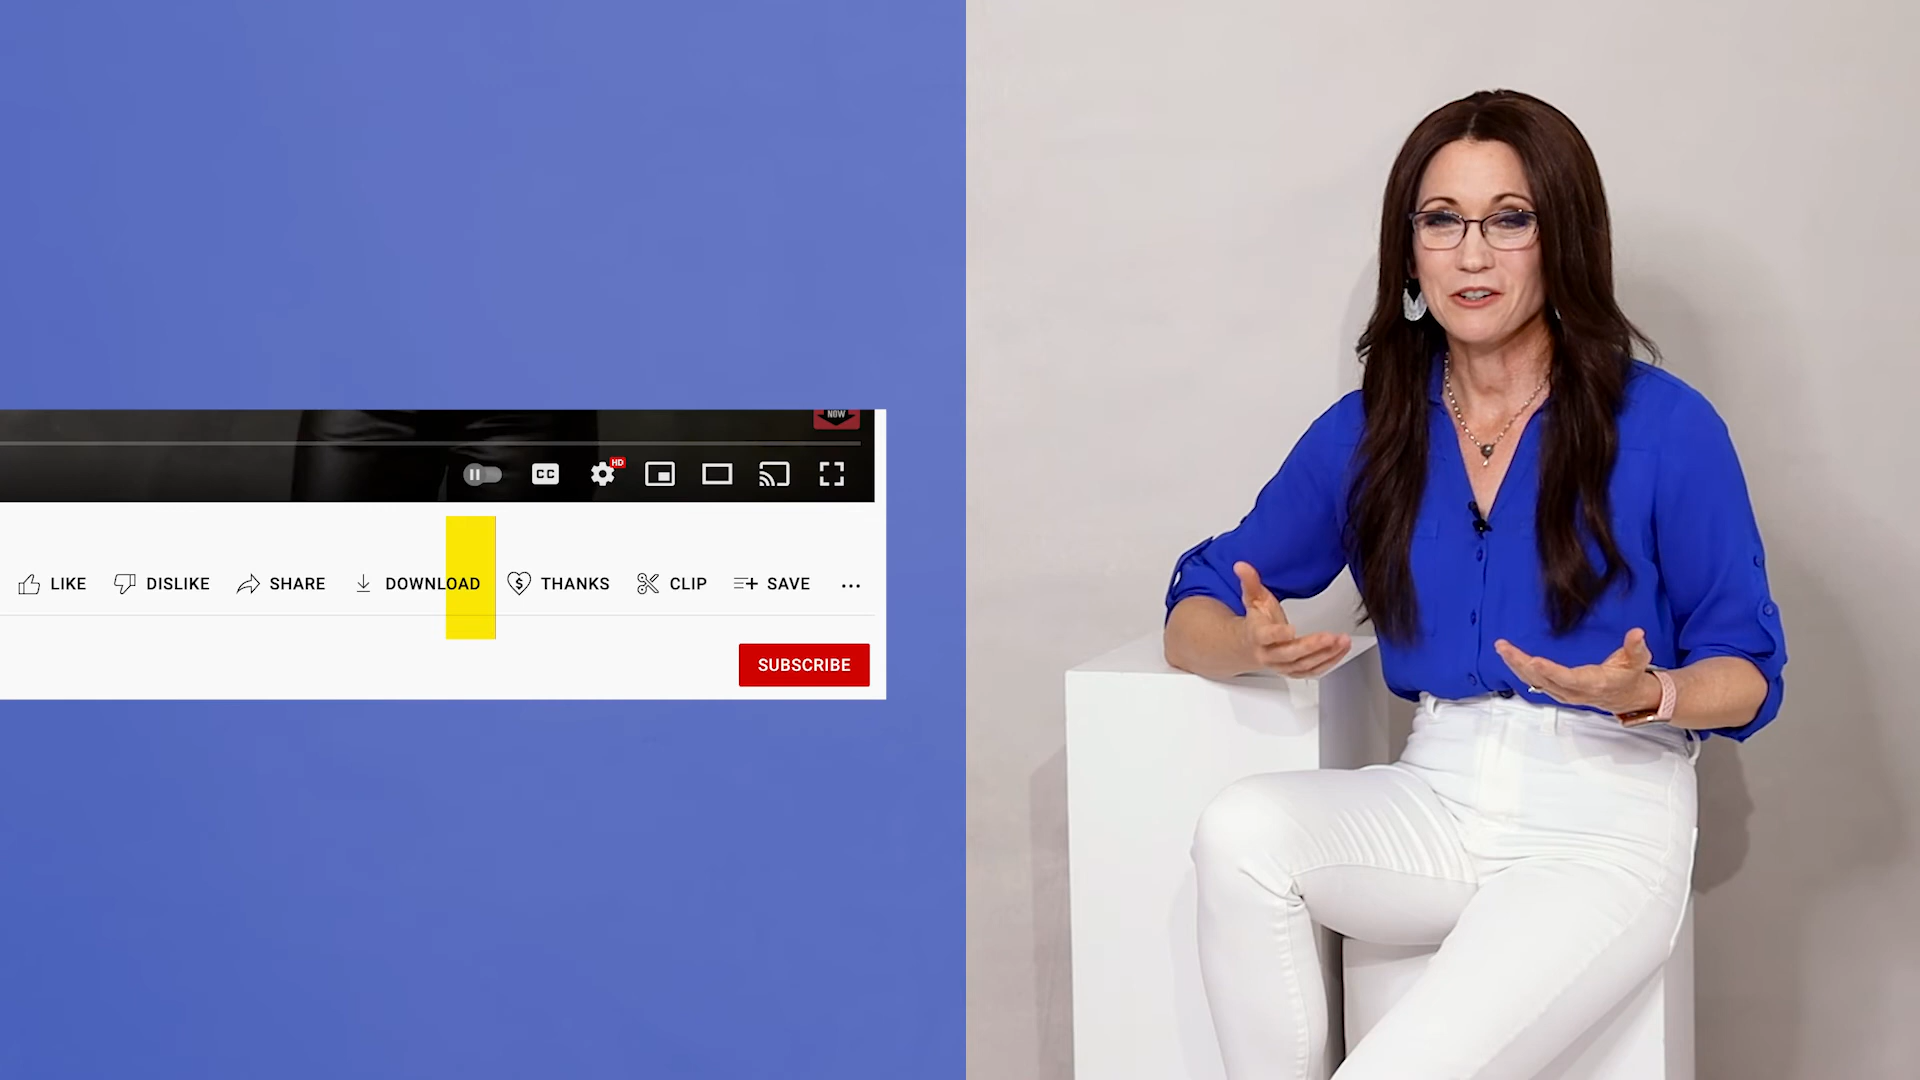 NOW
CC
HD
LIKE DISLIKE SHARE DOWNLOAD THANKS CLIP SAVE
SUBSCRIBE